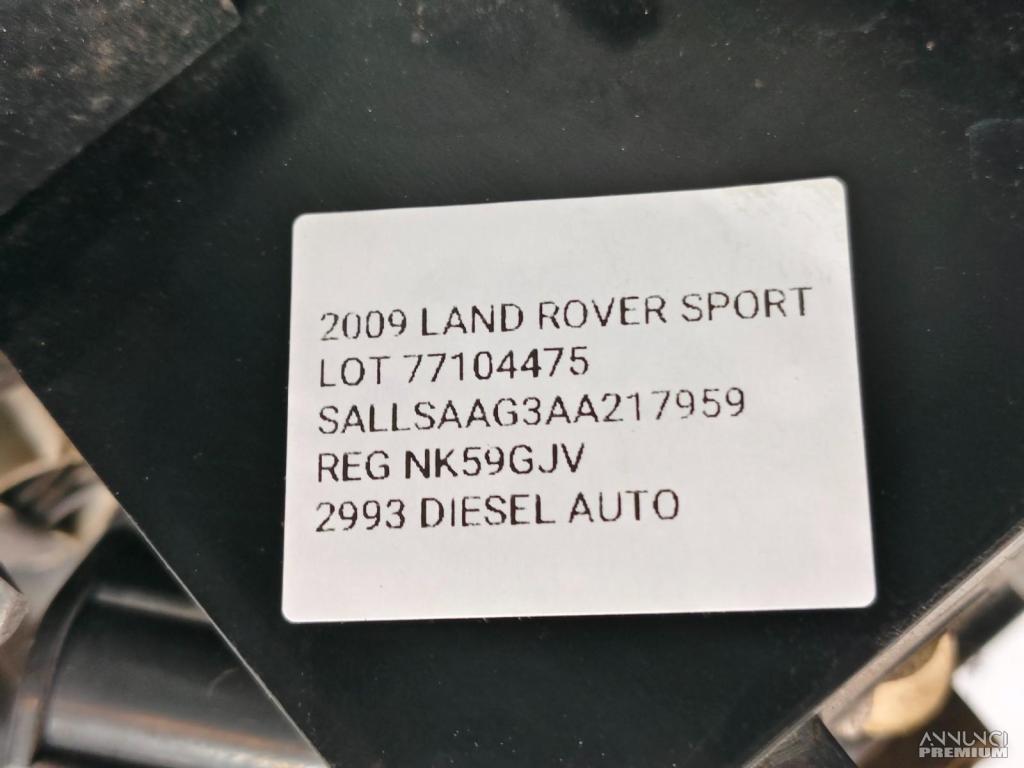 2009 LAND ROVER SPORT
LOT 77104475
SALLSAAG3AA217959
REG NK59GJV
2993 DIESEL AUTO
ANNUNCI
PREMIUM